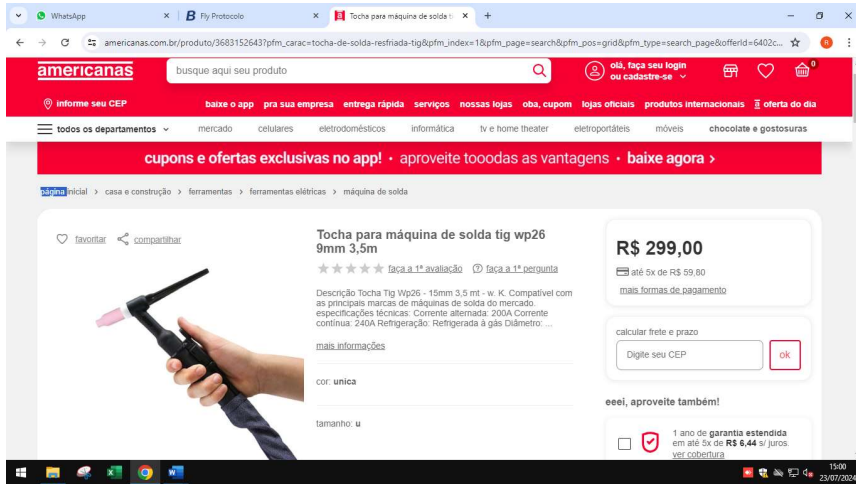 WhatsApp
Fly Protocolo
Tocha para máquina de solda ti
americanas.com.br/produto/3683152643?pfm_carac=tocha-de-solda-resfriada-tig&pfm_index=1&pfm_page=search&pfm_pos=grid&pfm_type=search_page&offerId=6402c...
americanas
busque aqui seu produto
olá, faça seu login
ou cadastre-se
0
informe seu CEP
baixe o app pra sua empresa entrega rápida serviços nossas lojas oba, cupom lojas oficiais produtos internacionais oferta do dia
todos os departamentos mercado celulares eletrodomésticos informática tv e home theater eletroportáteis móveis chocolate e gostosuras
cupons e ofertas exclusivas no app! • aproveite tooodas as vantagens • baixe agora >
página inicial > casa e construção > ferramentas > ferramentas elétricas > máquina de solda
favoritar compartilhar
Tocha para máquina de solda tig wp26
9mm 3,5m
faça a 1ª avaliação faça a 1ª pergunta
Descrição Tocha Tig Wp26 - 15mm 3,5 mt - w. K. Compatível com
as principais marcas de máquinas de solda do mercado.
especificações técnicas: Corrente alternada: 200A Corrente
contínua: 240A Refrigeração: Refrigerada à gás Diâmetro: ...
mais informações
cor: unica
tamanho: u
R$ 299,00
até 5x de R$ 59,80
mais formas de pagamento
calcular frete e prazo
Digite seu CEP
ok
eeei, aproveite também!
1 ano de garantia estendida
em até 5x de R$ 6,44 s/ juros.
ver cobertura
15:00
23/07/2024